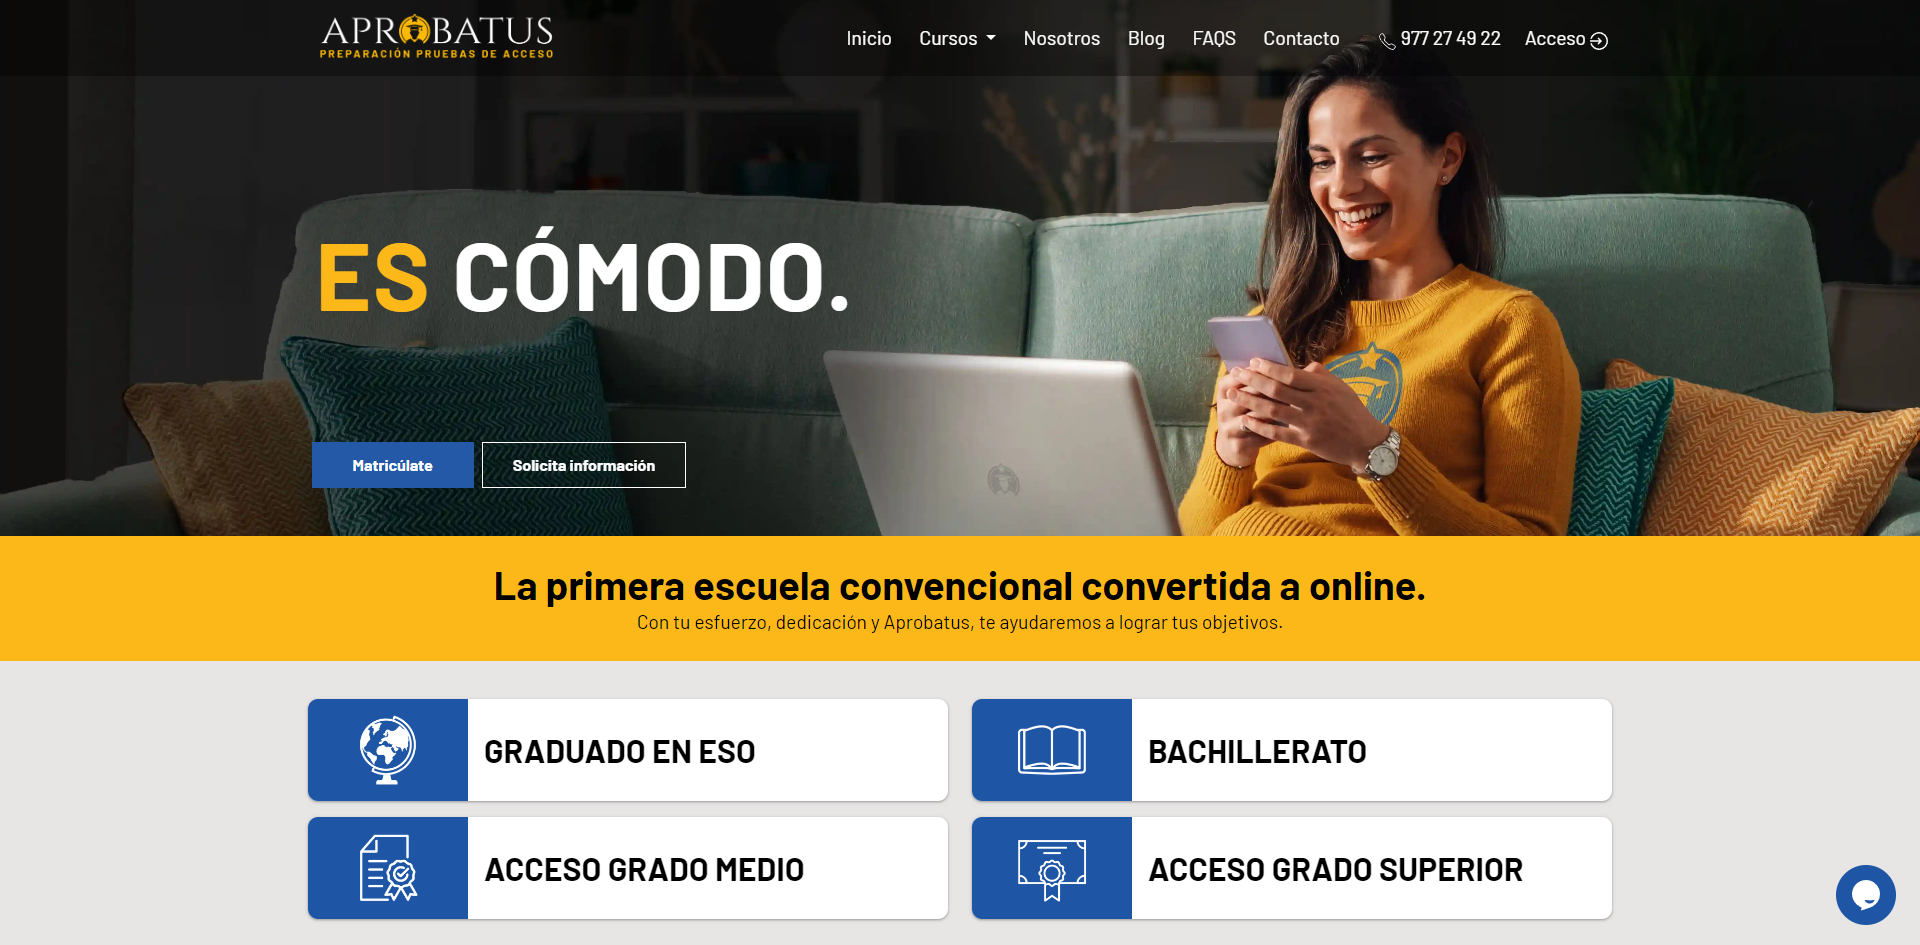 APROBATUS
PREPARACIÓN PRUEBAS DE ACCESO
Inicio Cursos Nosotros Blog FAQS Contacto 977 27 49 22 Acceso
ES CÓMODO.
Matricúlate Solicita información
La primera escuela convencional convertida a online.
Con tu esfuerzo, dedicación y Aprobatus, te ayudaremos a lograr tus objetivos.
GRADUADO EN ESO
BACHILLERATO
ACCESO GRADO MEDIO
ACCESO GRADO SUPERIOR